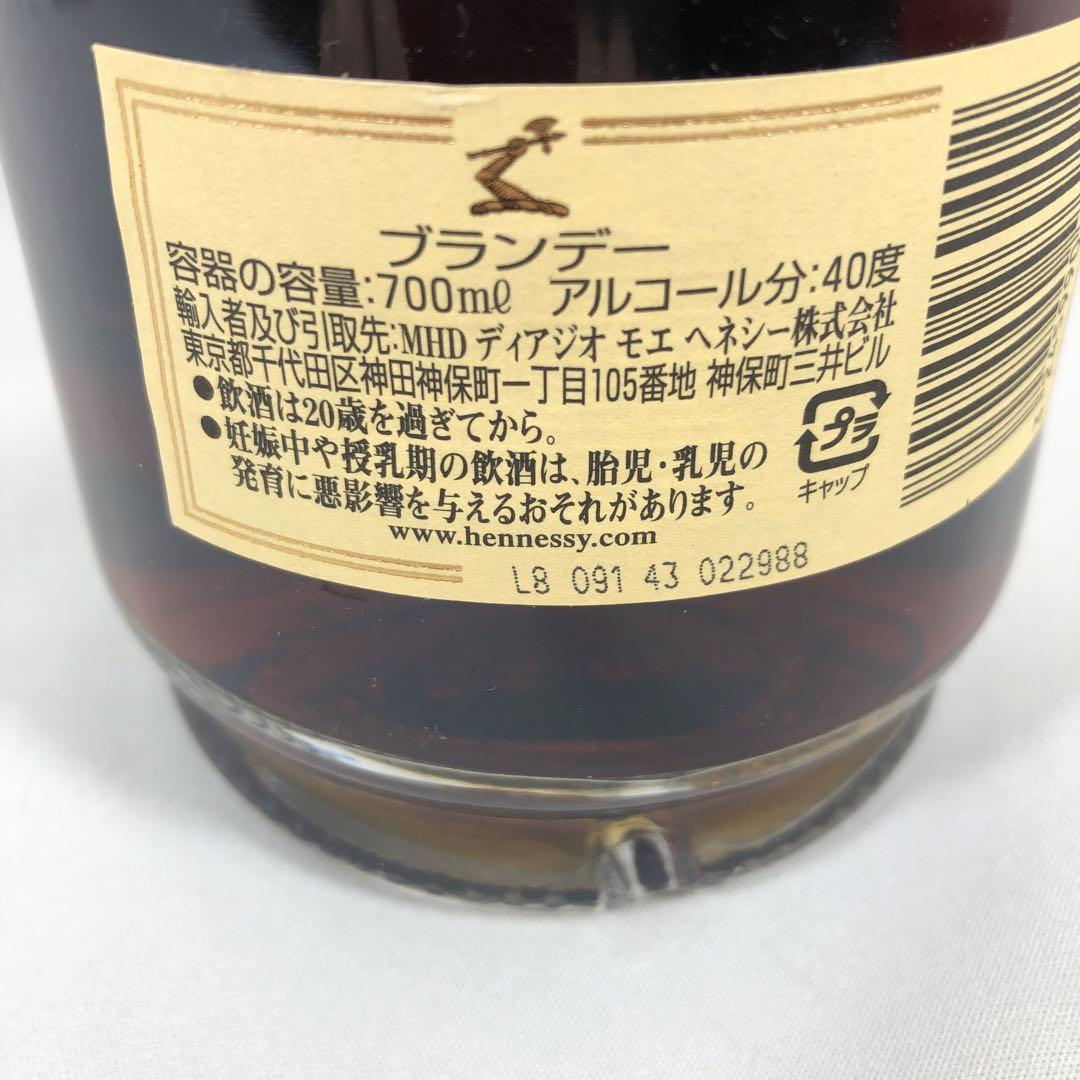 ブランデー
容器の容量:700mℓ アルコール分:40度
輸入者及び引取先:MHD ディアジオ モエ ヘネシー株式会社
東京都千代田区神田神保町一丁目105番地 神保町三井ビル
●飲酒は20歳を過ぎてから。
●妊娠中や授乳期の飲酒は、胎児・乳児の
発育に悪影響を与えるおそれがあります。
プラ
キャップ
www.hennessy.com
L8 091 43 022988